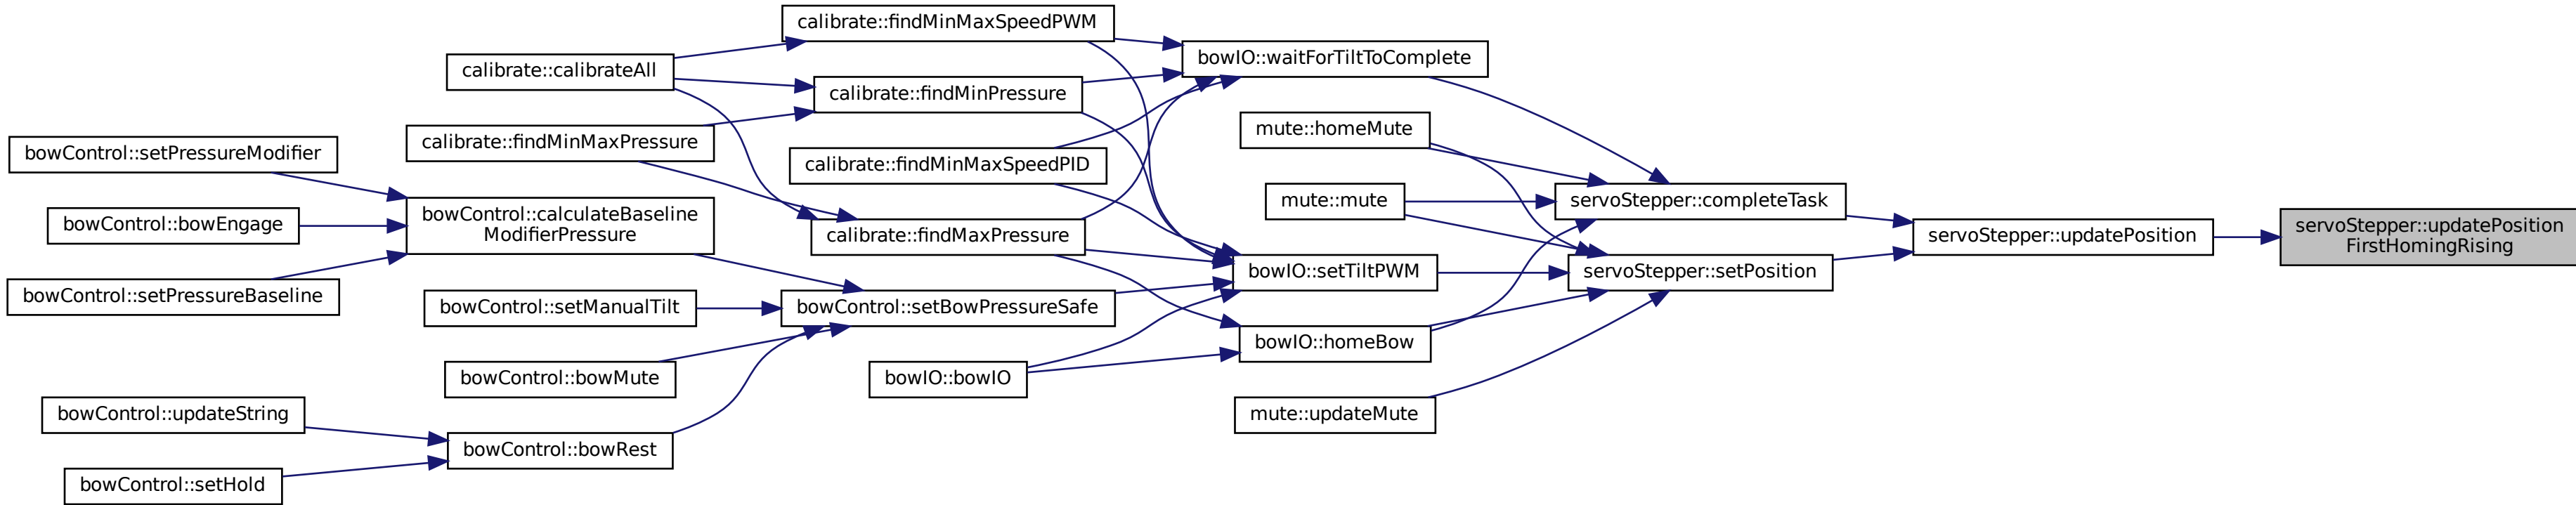 calibrate::findMinMaxSpeedPWM
calibrate::calibrateAll
bowIO::waitForTiltToComplete
calibrate::findMinPressure
mute::homeMute
calibrate::findMinMaxPressure
bowControl::setPressureModifier
calibrate::findMinMaxSpeedPID
mute::mute
servoStepper::completeTask
bowControl::calculateBaseline
ModifierPressure
bowControl::bowEngage
calibrate::findMaxPressure
servoStepper::updatePosition
servoStepper::updatePosition
FirstHomingRising
bowIO::setTiltPWM
servoStepper::setPosition
bowControl::setPressureBaseline
bowControl::setManualTilt
bowControl::setBowPressureSafe
bowIO::homeBow
bowControl::bowMute
bowIO::bowIO
bowControl::updateString
mute::updateMute
bowControl::bowRest
bowControl::setHold